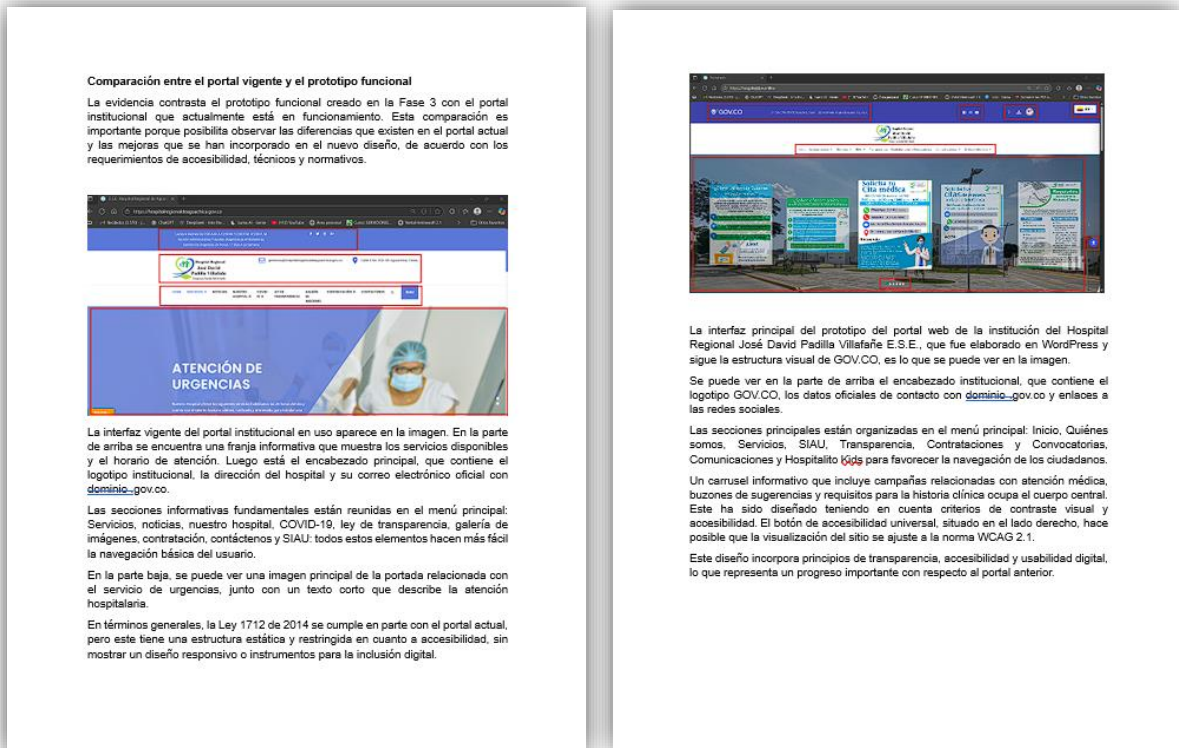 Comparación entre el portal vigente y el prototipo funcional
La evidencia contrasta el prototipo funcional creado en la Fase 3 con el portal
institucional que actualmente está en funcionamiento. Esta comparación es
importante porque posibilita observar las diferencias que existen en el portal actual
y las mejoras que se han incorporado en el nuevo diseño, de acuerdo con los
requerimientos de accesibilidad, técnicos y normativos.
Hospital Regional
José David
Padilla Villafañe
ATENCIÓN DE
URGENCIAS
La interfaz vigente del portal institucional en uso aparece en la imagen. En la parte
de arriba se encuentra una franja informativa que muestra los servicios disponibles
y el horario de atención. Luego está el encabezado principal, que contiene el
logotipo institucional, la dirección del hospital y su correo electrónico oficial con
dominio .gov.co.
Las secciones informativas fundamentales están reunidas en el menú principal:
Servicios, noticias, nuestro hospital, COVID-19, ley de transparencia, galería de
imágenes, contratación, contáctenos y SIAU: todos estos elementos hacen más fácil
la navegación básica del usuario.
En la parte baja, se puede ver una imagen principal de la portada relacionada con
el servicio de urgencias, junto con un texto corto que describe la atención
hospitalaria.
En términos generales, la Ley 1712 de 2014 se cumple en parte con el portal actual,
pero este tiene una estructura estática y restringida en cuanto a accesibilidad, sin
mostrar un diseño responsivo o instrumentos para la inclusión digital.
GOV.CO
Solicita tu
Cita médica
La interfaz principal del prototipo del portal web de la institución del Hospital
Regional José David Padilla Villafañe E.S.E., que fue elaborado en WordPress y
sigue la estructura visual de GOV.CO, es lo que se puede ver en la imagen.
Se puede ver en la parte de arriba el encabezado institucional, que contiene el
logotipo GOV.CO, los datos oficiales de contacto con dominio .gov.co y enlaces a
las redes sociales.
Las secciones principales están organizadas en el menú principal: Inicio, Quiénes
somos, Servicios, SIAU, Transparencia, Contrataciones y Convocatorias,
Comunicaciones y Hospitalito Kids para favorecer la navegación de los ciudadanos.
Un carrusel informativo que incluye campañas relacionadas con atención médica,
buzones de sugerencias y requisitos para la historia clínica ocupa el cuerpo central.
Este ha sido diseñado teniendo en cuenta criterios de contraste visual y
accesibilidad. El botón de accesibilidad universal, situado en el lado derecho, hace
posible que la visualización del sitio se ajuste a la norma WCAG 2.1.
Este diseño incorpora principios de transparencia, accesibilidad y usabilidad digital,
lo que representa un progreso importante con respecto al portal anterior.